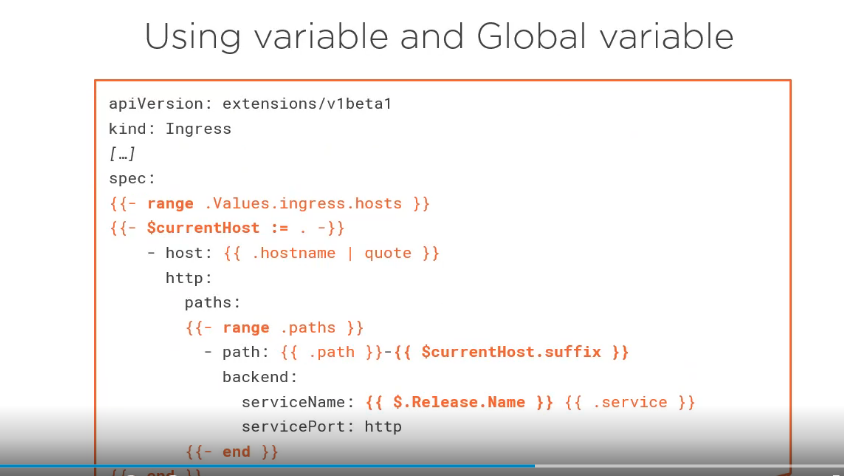 Using variable and Global variable
apiVersion: extensions/v1beta1
kind: Ingress
[…]
spec:
{{- range .Values.ingress.hosts }}
{{- $currentHost := . -}}
- host: {{ .hostname | quote }}
http:
paths:
{{- range .paths }}
- path: {{ .path }}-{{ $currentHost.suffix }}
backend:
serviceName: {{ $.Release.Name }} {{ .service }}
servicePort: http
{{- end }}